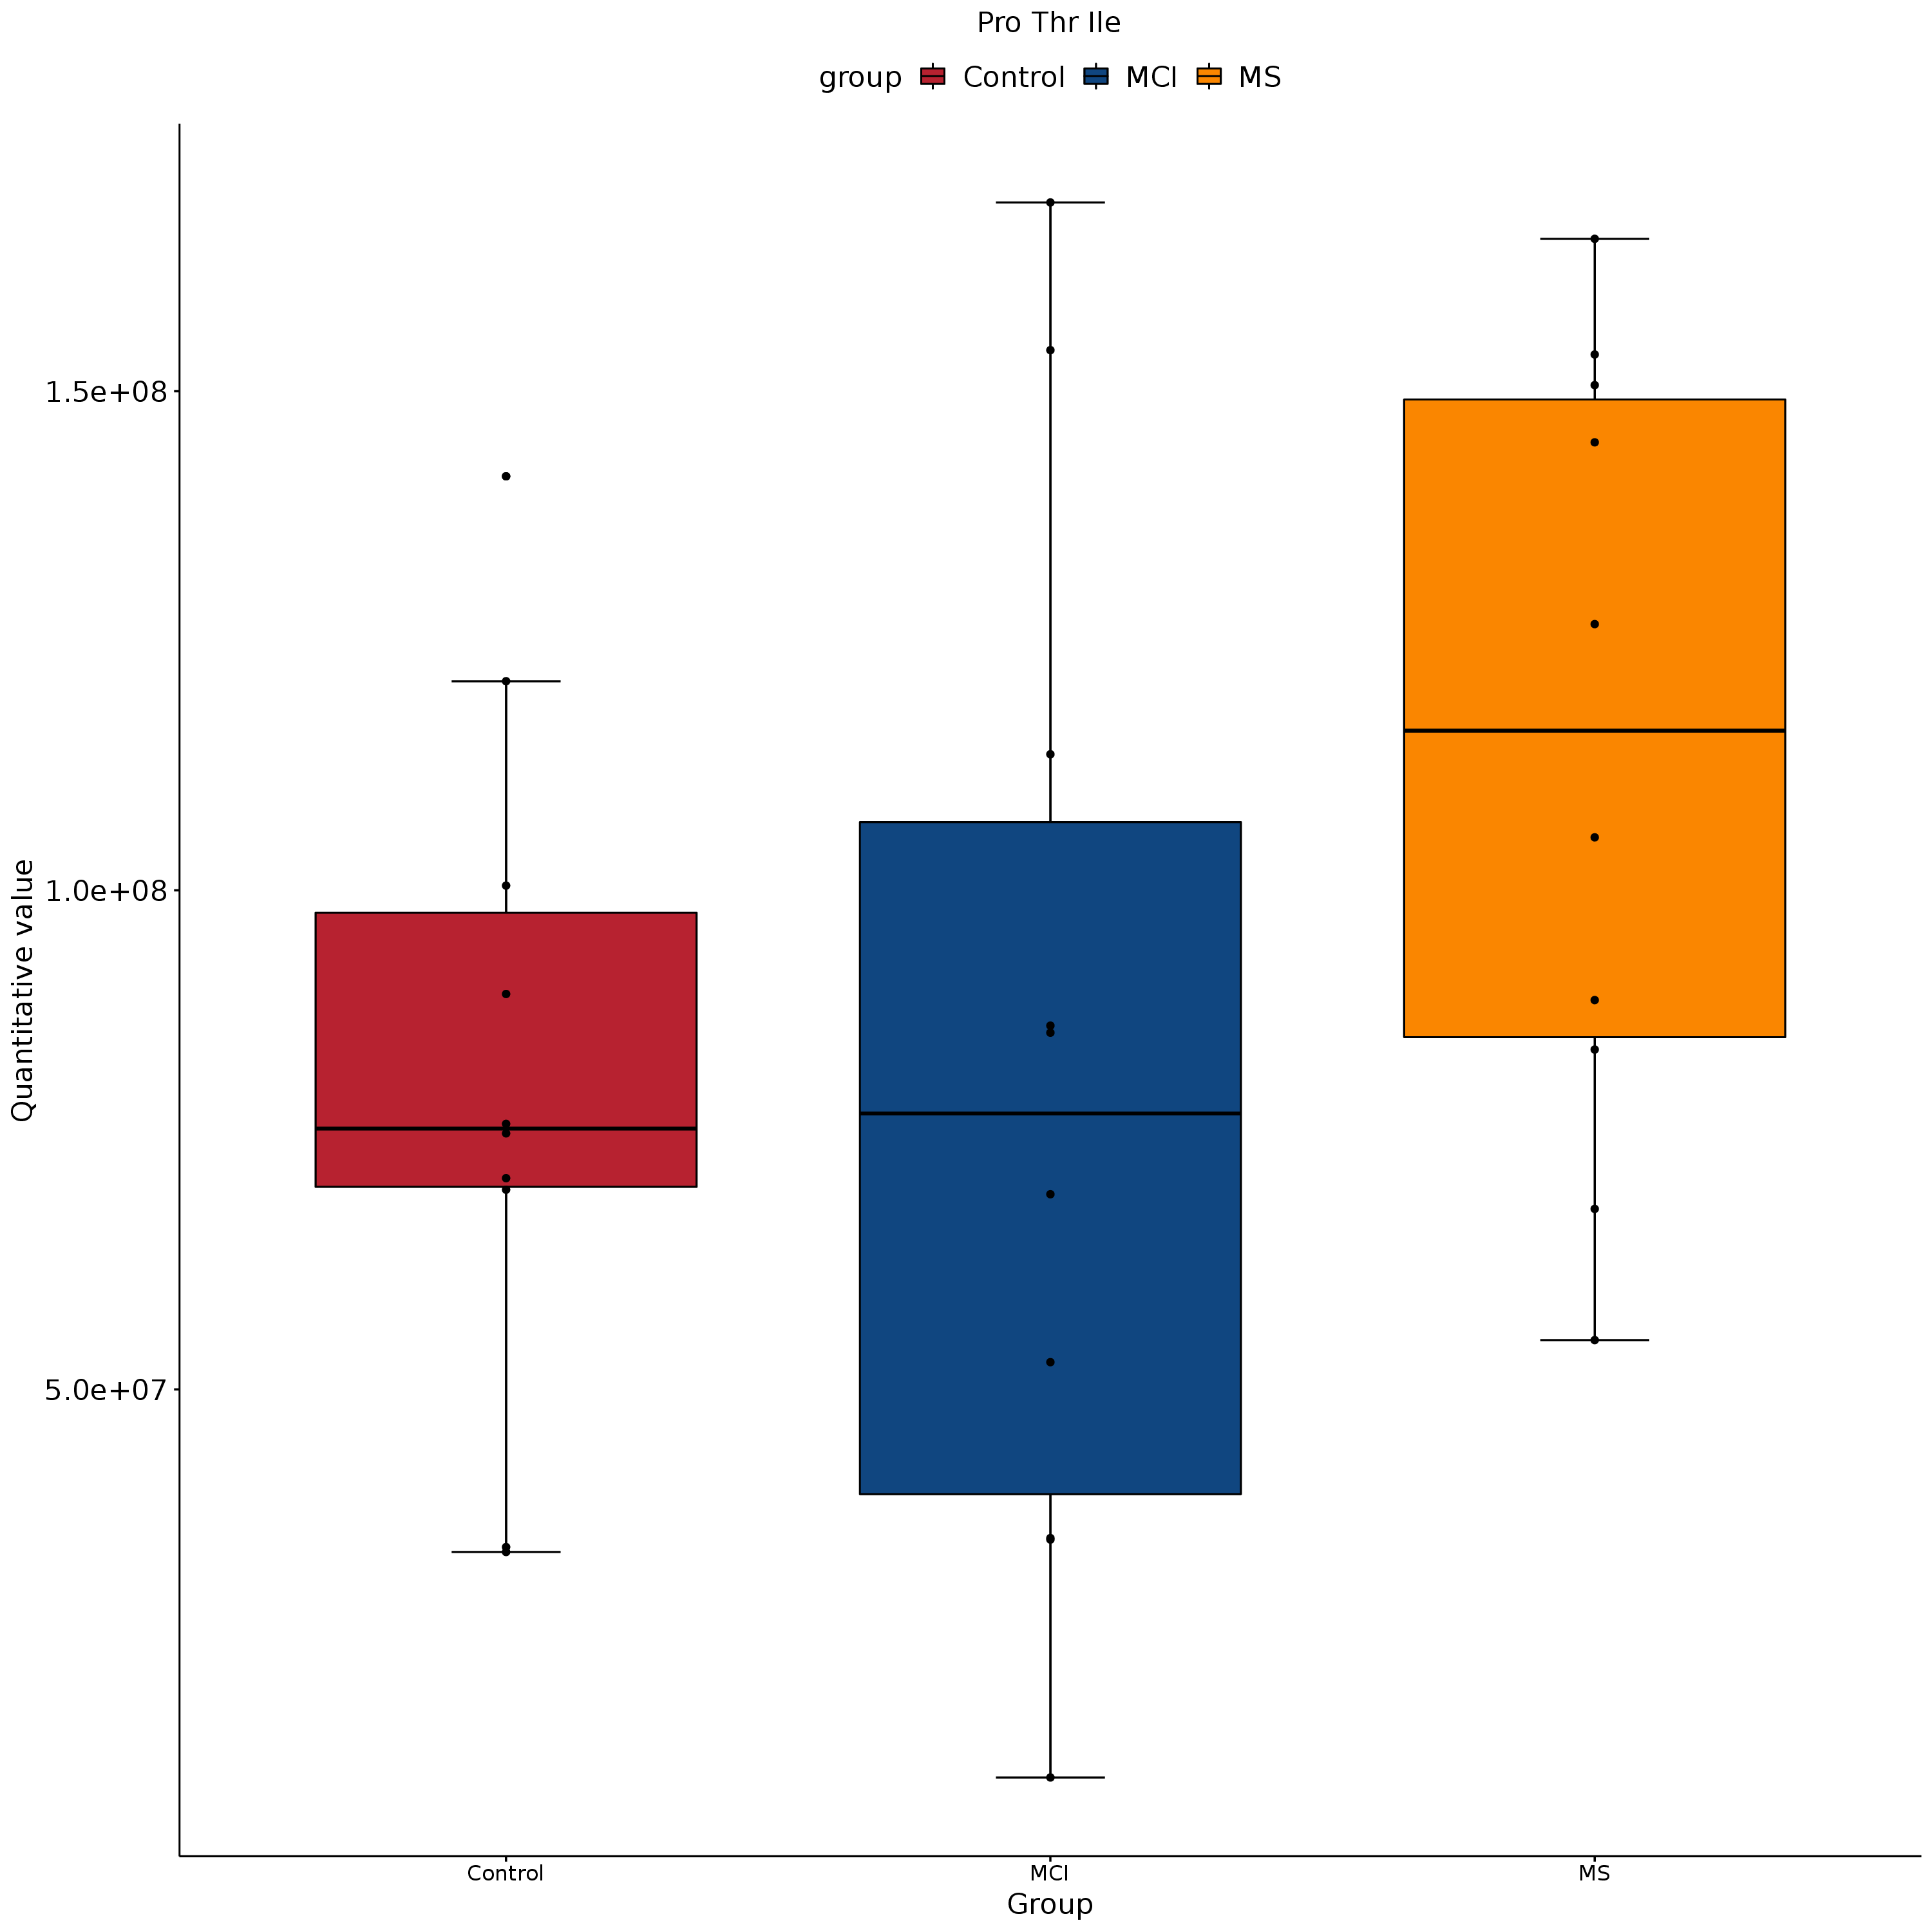 Pro Thr Ile
group Control MCI MS
Quantitative value
1.5e+08
1.0e+08
5.0e+07
Control MCI MS
Group